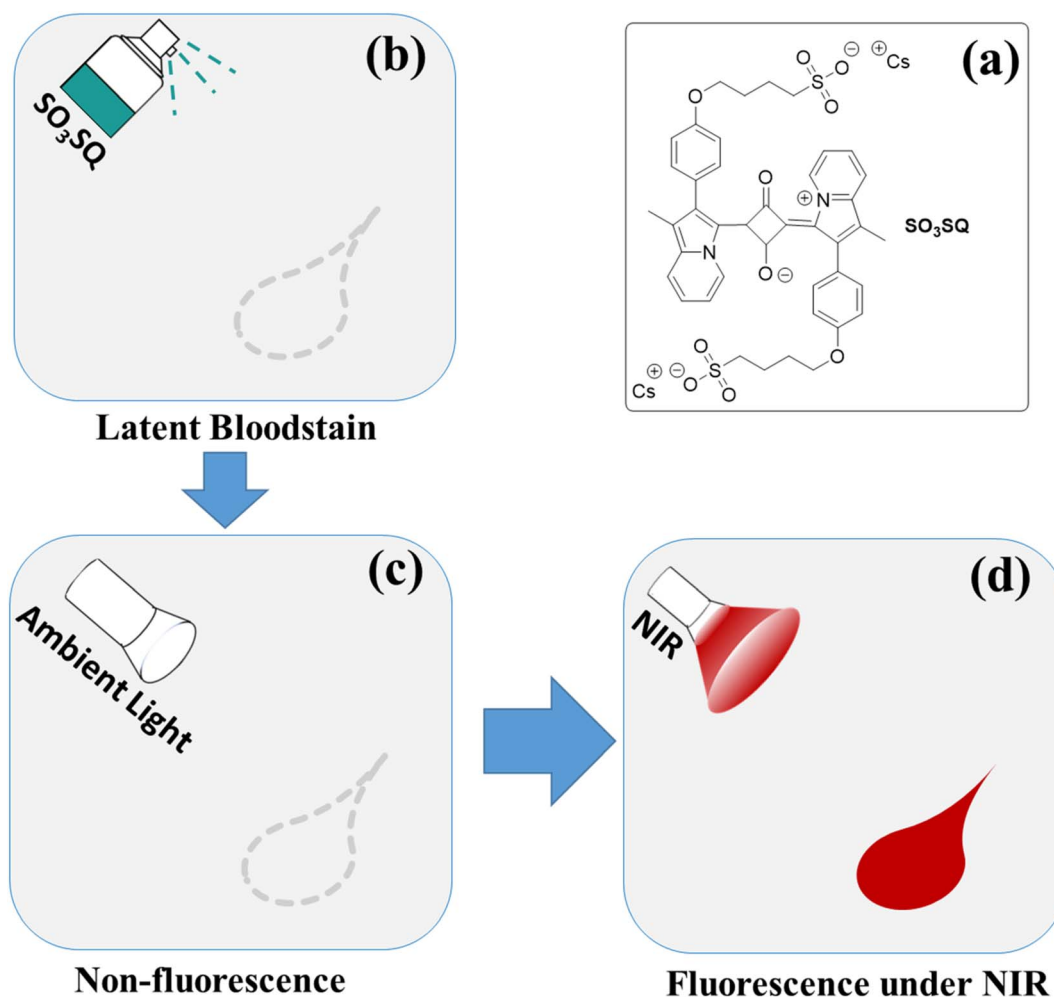 (b)
SO3SQ
Latent Bloodstain
(a)
O
S
O
O
⊖
⊕
Cs
O
O
N
⊕
N
O
⊖
SO3SQ
O
O
S
O
O
⊖
⊕
Cs
(c)
Ambient Light
Non-fluorescence
(d)
NIR
Fluorescence under NIR